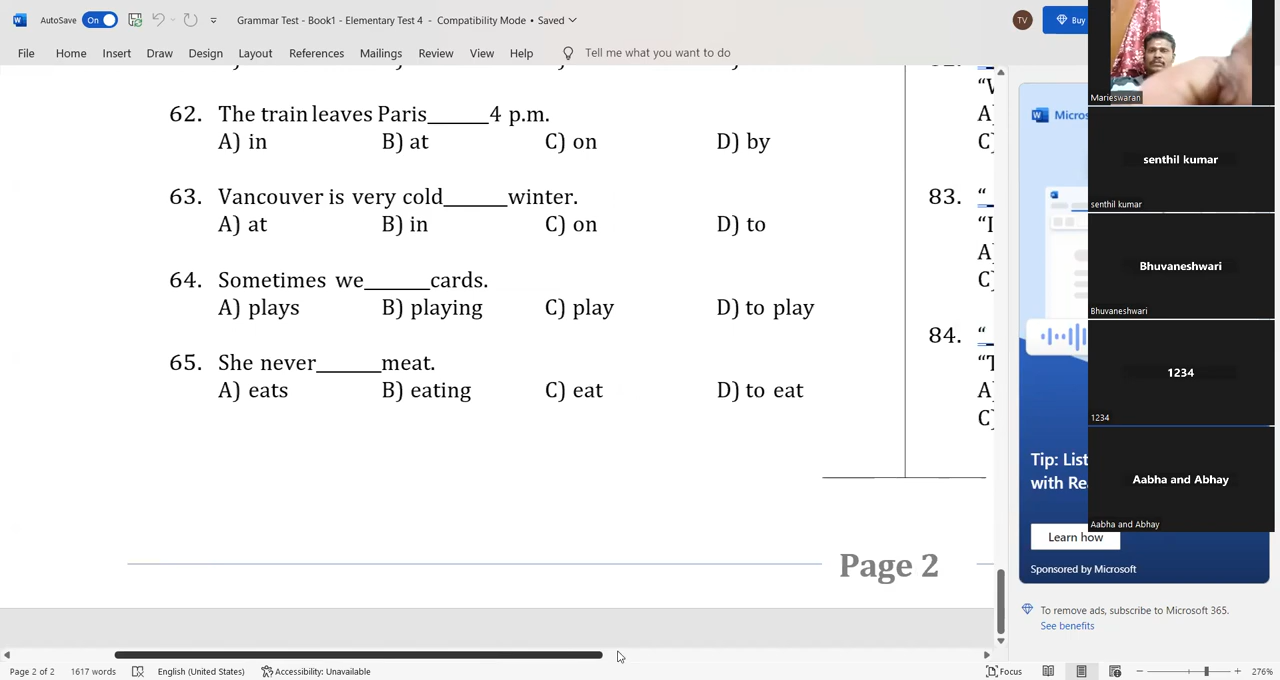 AutoSave On Grammar Test - Book1 - Elementary Test 4 - Compatibility Mode • Saved TV Buy
File Home Insert Draw Design Layout References Mailings Review View Help Tell me what you want to do
62. The train leaves Paris______4 p.m.
A) in B) at C) on D) by
63. Vancouver is very cold______winter.
A) at B) in C) on D) to
64. Sometimes we______cards.
A) plays B) playing C) play D) to play
65. She never______meat.
A) eats B) eating C) eat D) to eat
83.
84.
Page 2
Tip:
with
Learn how
Sponsored by Microsoft
To remove ads, subscribe to Microsoft 365.
See benefits
Marieswaran
senthil kumar
senthil kumar
Bhuvaneshwari
Bhuvaneshwari
1234
1234
Aabha and Abhay
Aabha and Abhay
Page 2 of 2 1617 words English (United States) Accessibility: Unavailable Focus 276%